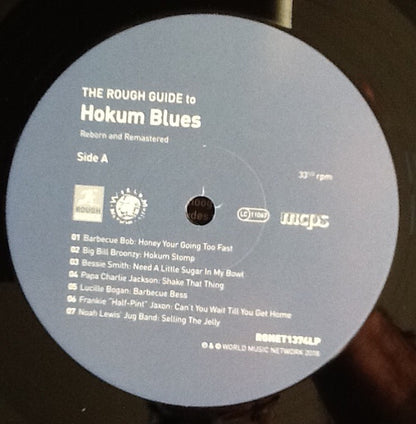 THE ROUGH GUIDE to
Hokum Blues
Reborn and Remastered
Side A
33 1/3 rpm
ROUGH
LC 11067
mcps
01 Barbecue Bob: Honey Your Going Too Fast
02 Big Bill Broonzy: Hokum Stomp
03 Bessie Smith: Need A Little Sugar In My Bowl
04 Papa Charlie Jackson: Shake That Thing
05 Lucille Bogan: Barbecue Bess
06 Frankie "Half-Pint" Jaxon: Can't You Wait Till You Get Home
07 Noah Lewis' Jug Band: Selling The Jelly
RGNET1374LP
℗ & © WORLD MUSIC NETWORK 2018